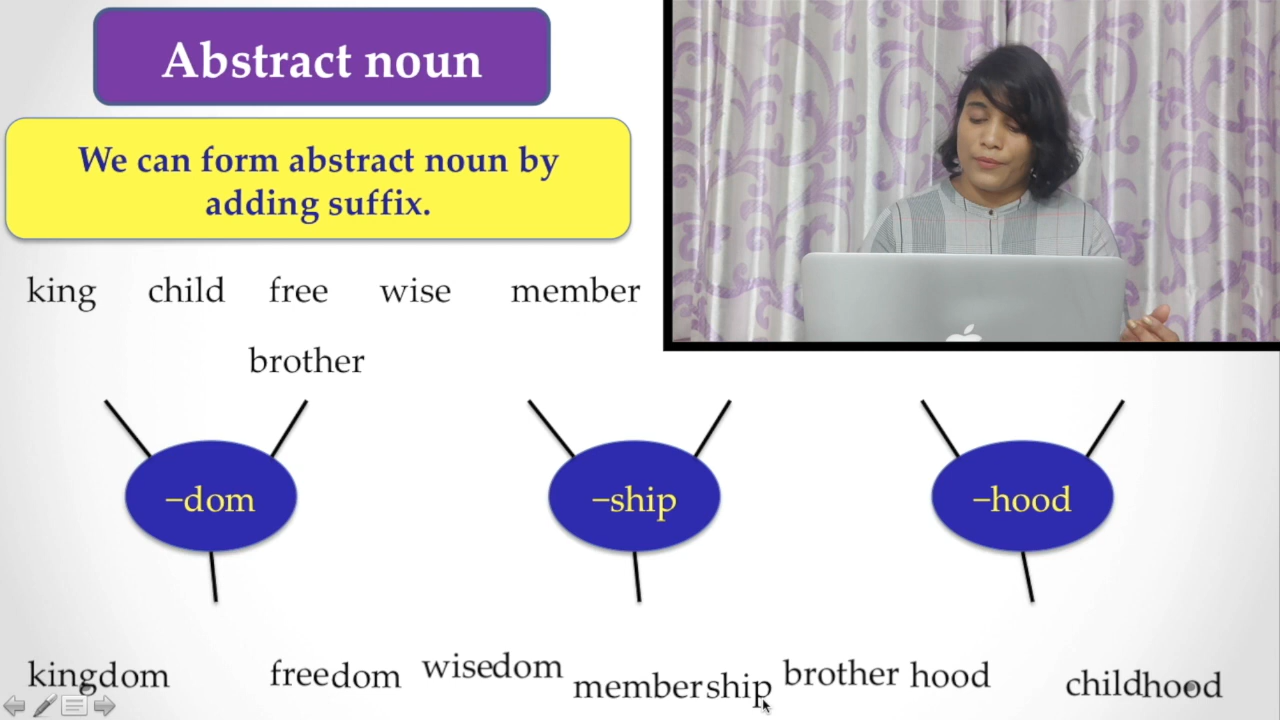 Abstract noun
We can form abstract noun by
adding suffix.
king child free wise member
brother
–dom –ship –hood
kingdom freedom wisedom membership brother hood childhood